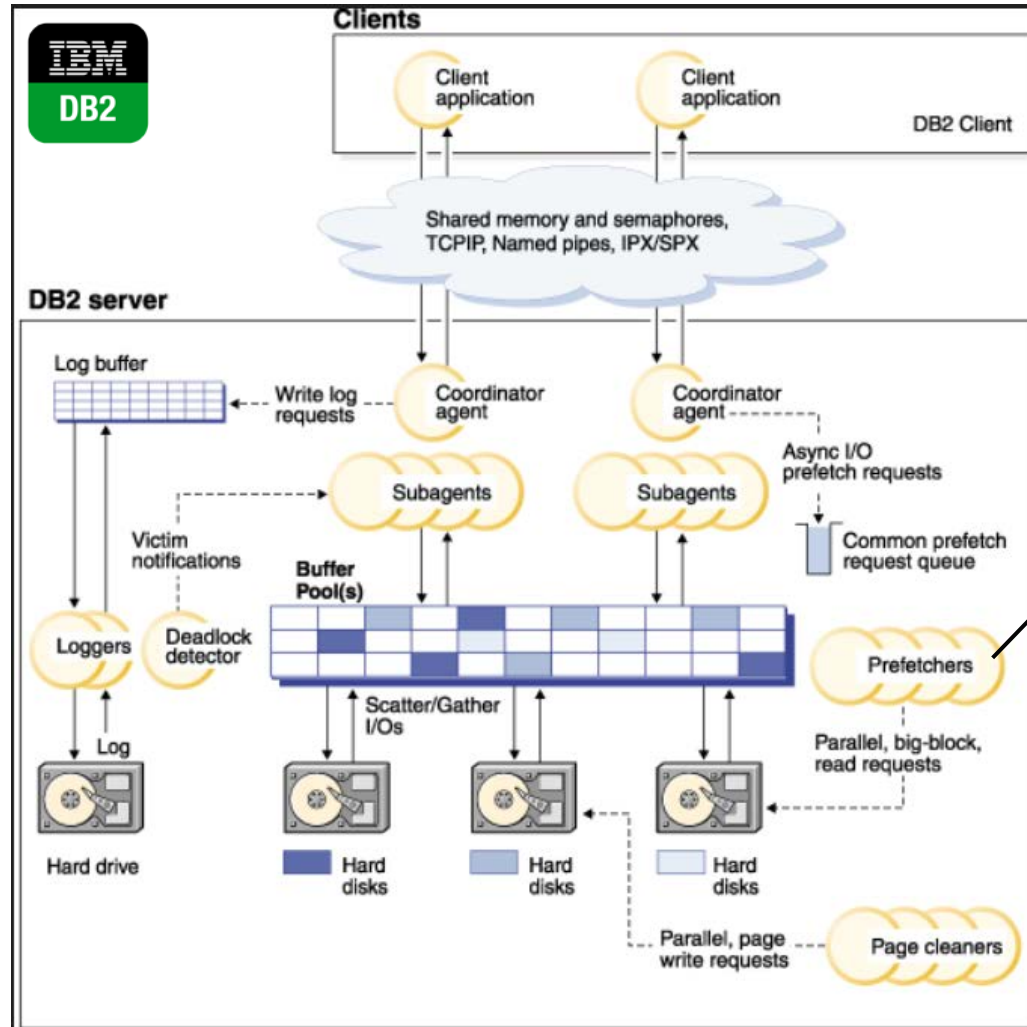 Clients
IBM
DB2
Client
application
Client
application
DB2 Client
Shared memory and semaphores,
TCPIP, Named pipes, IPX/SPX
DB2 server
Log buffer
Write log
requests
Coordinator
agent
Coordinator
agent
Async I/O
prefetch requests
Subagents
Subagents
Common prefetch
request queue
Victim
notifications
Buffer
Pool(s)
Loggers
Deadlock
detector
Prefetchers
Scatter/Gather
I/Os
Log
Parallel, big-block,
read requests
Hard drive
Hard
disks
Hard
disks
Hard
disks
Parallel, page
write requests
Page cleaners